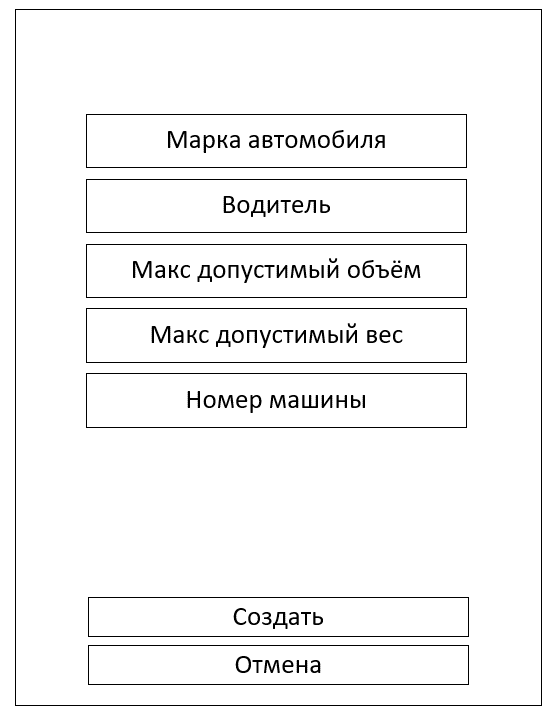 Марка автомобиля
Водитель
Макс допустимый объём
Макс допустимый вес
Номер машины
Создать
Отмена